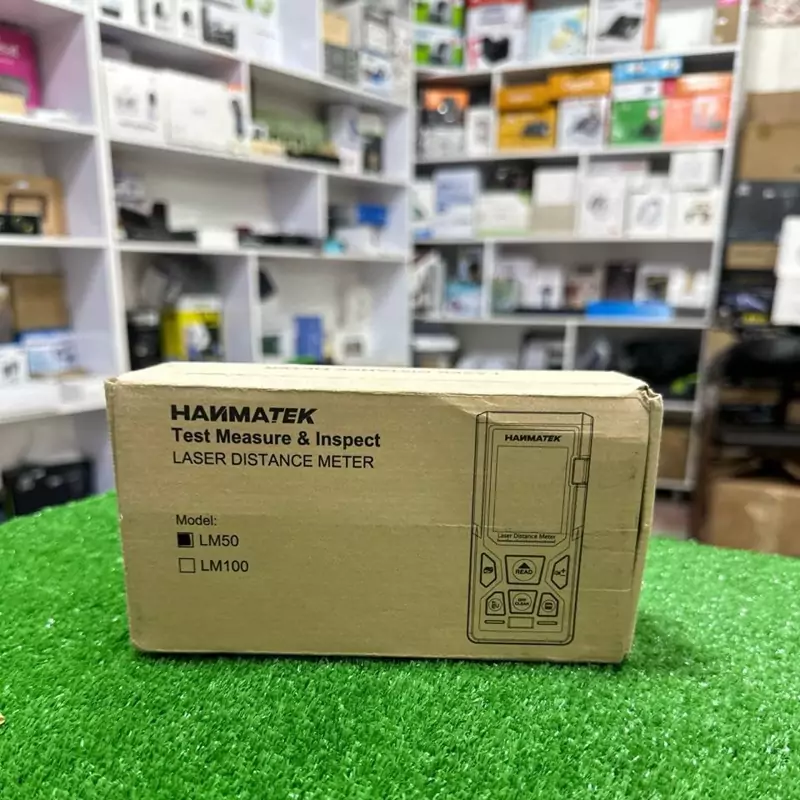 HANMATEK
Test Measure & Inspect
LASER DISTANCE METER
Model:
LM50
LM100
HANMATEK
Laser Distance Meter
READ